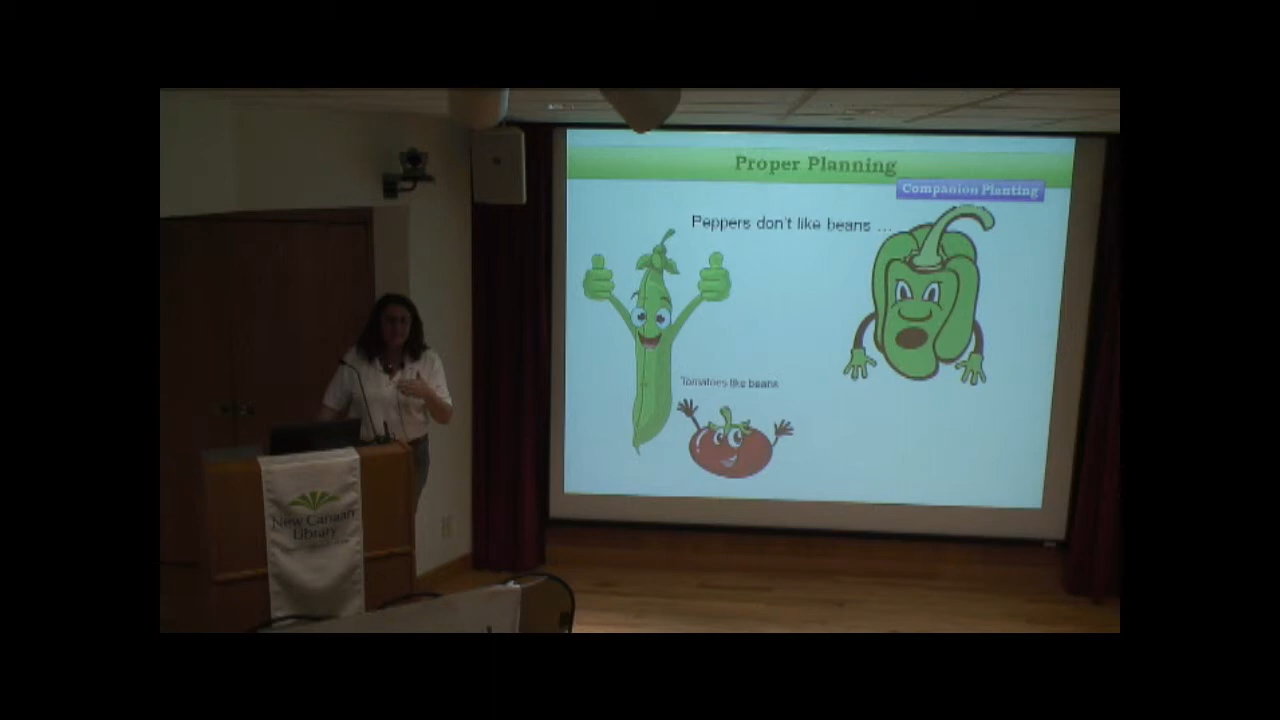 Proper Planning
Companion Planting
Peppers don't like beans ...
Tomatoes like beans
New Canaan
Library